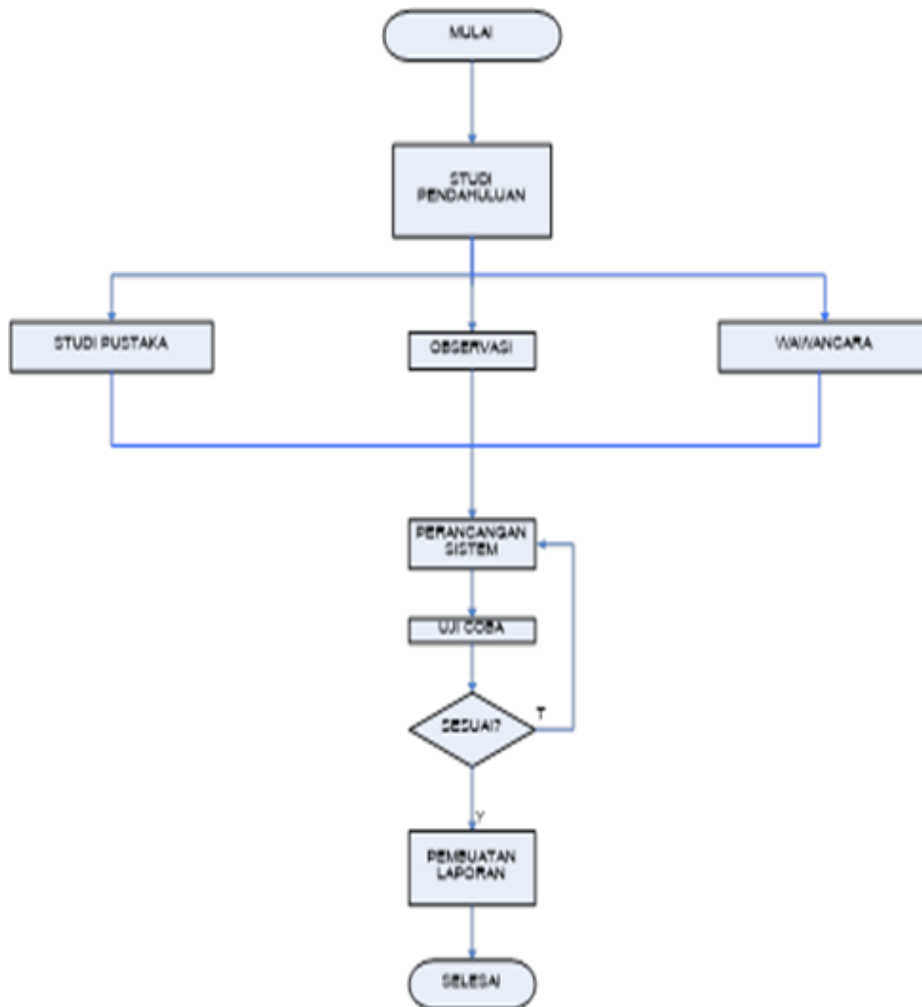 MULAI
STUDI
PENDAHULUAN
STUDI PUSTAKA
OBSERVASI
WAWANCARA
PERANCANGAN
SISTEM
UJI COBA
SESUAI?
T
Y
PEMBUATAN
LAPORAN
SELESAI